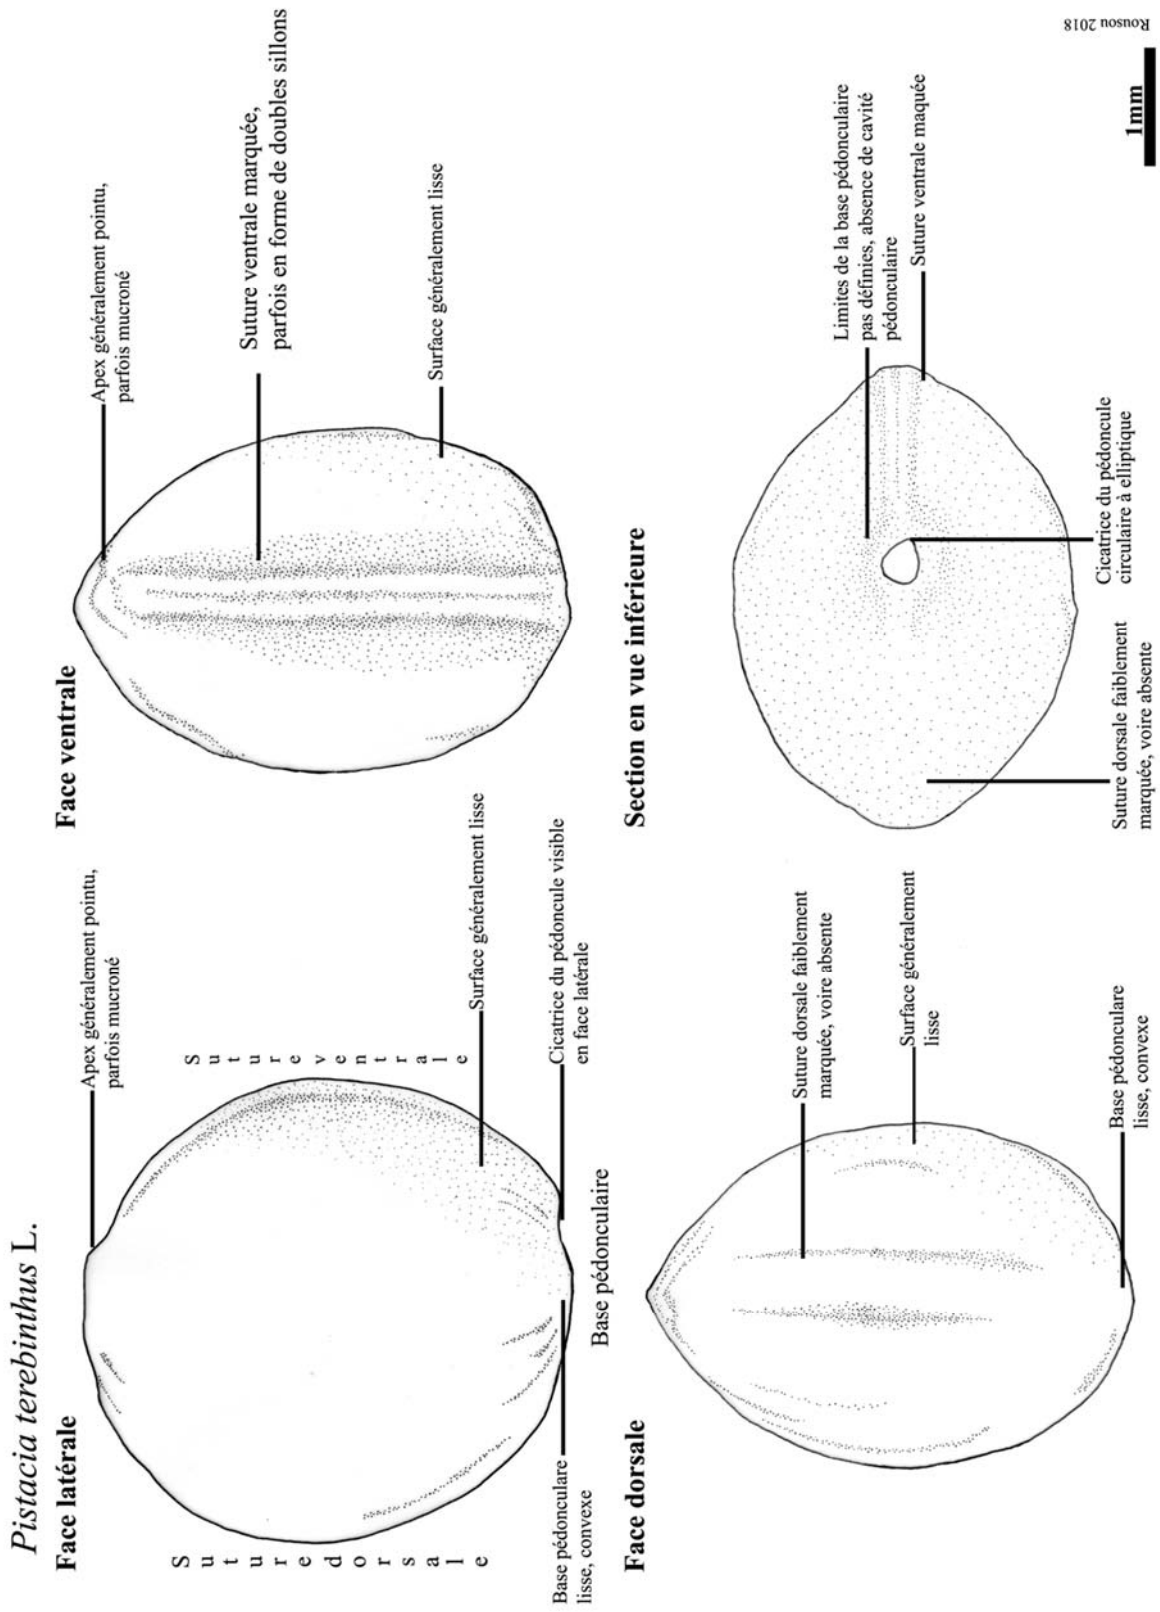 Pistacia terebinthus L.
Face latérale
Apex généralement pointu,
parfois mucroné
Suture dorsale
Suture ventrale
Surface généralement lisse
Cicatrice du pédoncule visible
en face latérale
Base pédonculare
lisse, convexe
Base pédonculaire
Face ventrale
Apex généralement pointu,
parfois mucroné
Suture ventrale marquée,
parfois en forme de doubles sillons
Surface généralement lisse
Face dorsale
Suture dorsale faiblement
marquée, voire absente
Surface généralement
lisse
Base pédonculare
lisse, convexe
Section en vue inférieure
Limites de la base pédonculaire
pas définies, absence de cavité
pédonculaire
Suture ventrale maquée
Cicatrice du pédoncule
circulaire à elliptique
Suture dorsale faiblement
marquée, voire absente
1mm
Rousou 2018